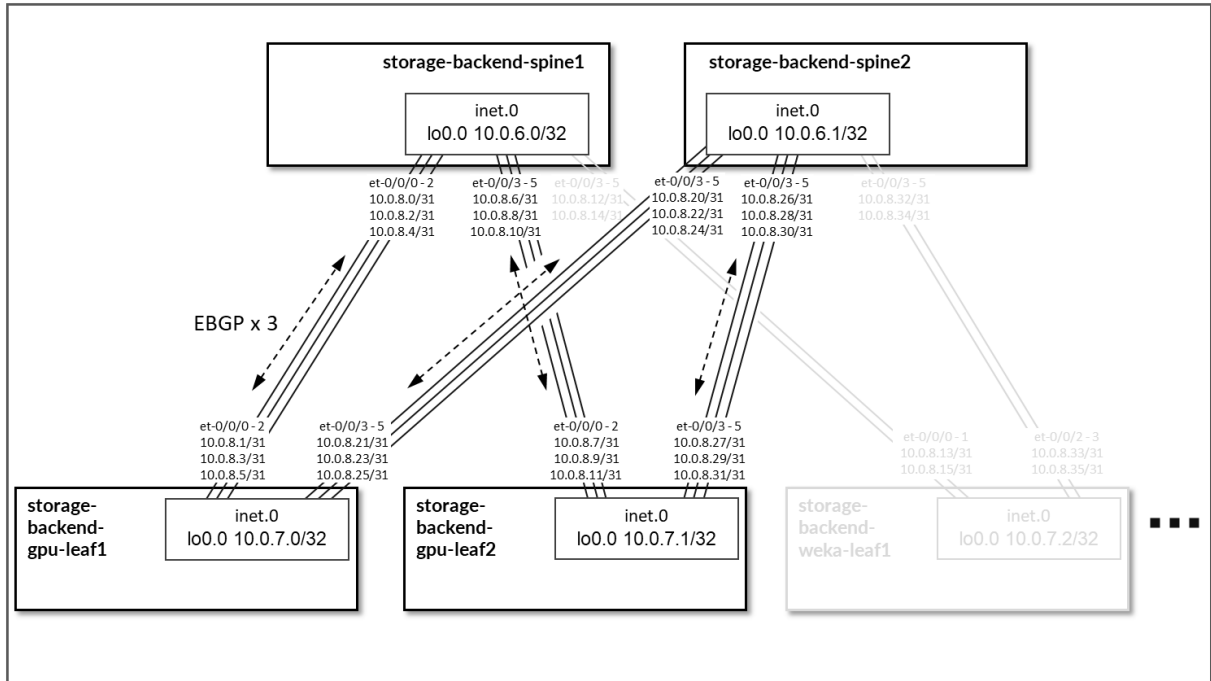 storage-backend-spine1
inet.0
lo0.0 10.0.6.0/32
storage-backend-spine2
inet.0
lo0.0 10.0.6.1/32
et-0/0/0 - 2
10.0.8.0/31
10.0.8.2/31
10.0.8.4/31
et-0/0/3 - 5
10.0.8.6/31
10.0.8.8/31
10.0.8.10/31
et-0/0/3 - 5
10.0.8.12/31
10.0.8.14/31
et-0/0/3 - 5
10.0.8.20/31
10.0.8.22/31
10.0.8.24/31
et-0/0/3 - 5
10.0.8.26/31
10.0.8.28/31
10.0.8.30/31
et-0/0/3 - 5
10.0.8.32/31
10.0.8.34/31
EBGP x 3
et-0/0/0 - 2
10.0.8.1/31
10.0.8.3/31
10.0.8.5/31
et-0/0/3 - 5
10.0.8.21/31
10.0.8.23/31
10.0.8.25/31
et-0/0/0 - 2
10.0.8.7/31
10.0.8.9/31
10.0.8.11/31
et-0/0/3 - 5
10.0.8.27/31
10.0.8.29/31
10.0.8.31/31
et-0/0/0 - 1
10.0.8.13/31
10.0.8.15/31
et-0/0/2 - 3
10.0.8.33/31
10.0.8.35/31
storage-
backend-
gpu-leaf1
inet.0
lo0.0 10.0.7.0/32
storage-
backend-
gpu-leaf2
inet.0
lo0.0 10.0.7.1/32
storage-
backend-
weka-leaf1
inet.0
lo0.0 10.0.7.2/32
...